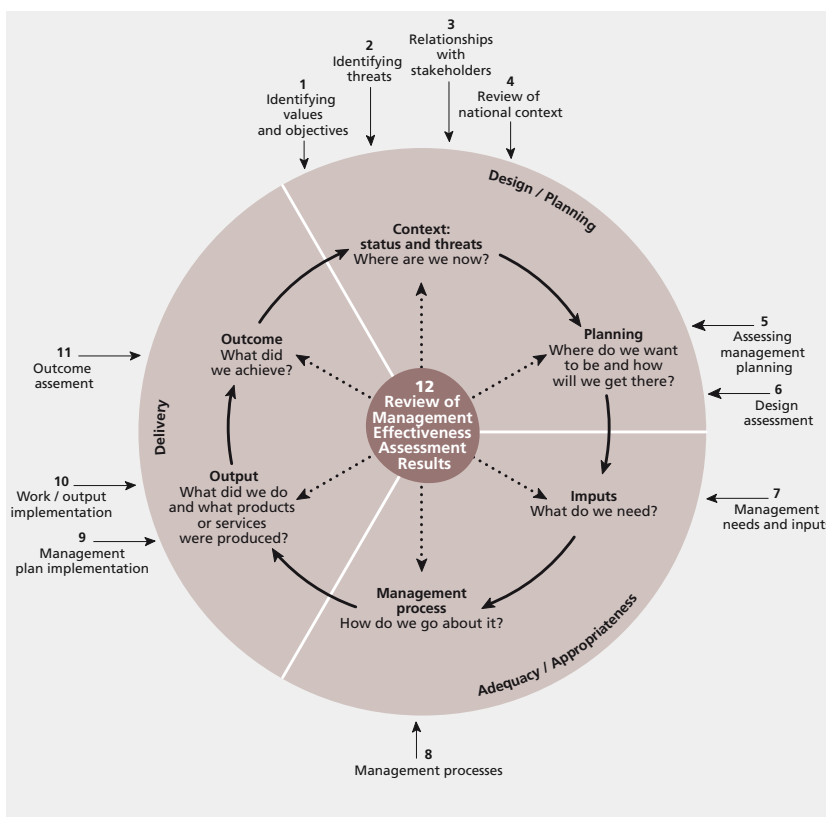 1
Identifying
values
and objectives
2
Identifying
threats
3
Relationships
with
stakeholders
4
Review of
national context
Design / Planning
Context:
status and threats
Where are we now?
Planning
Where do we want
to be and how
will we get there?
5
Assessing
management
planning
6
Design
assessment
11
Outcome
assement
Outcome
What did
we achieve?
12
Review of
Management
Effectiveness
Assessment
Results
Delivery
10
Work / output
implementation
9
Management
plan implementation
Output
What did we do
and what products
or services
were produced?
Imputs
What do we need?
7
Management
needs and input
Management
process
How do we go about it?
Adequacy / Appropriateness
8
Management processes